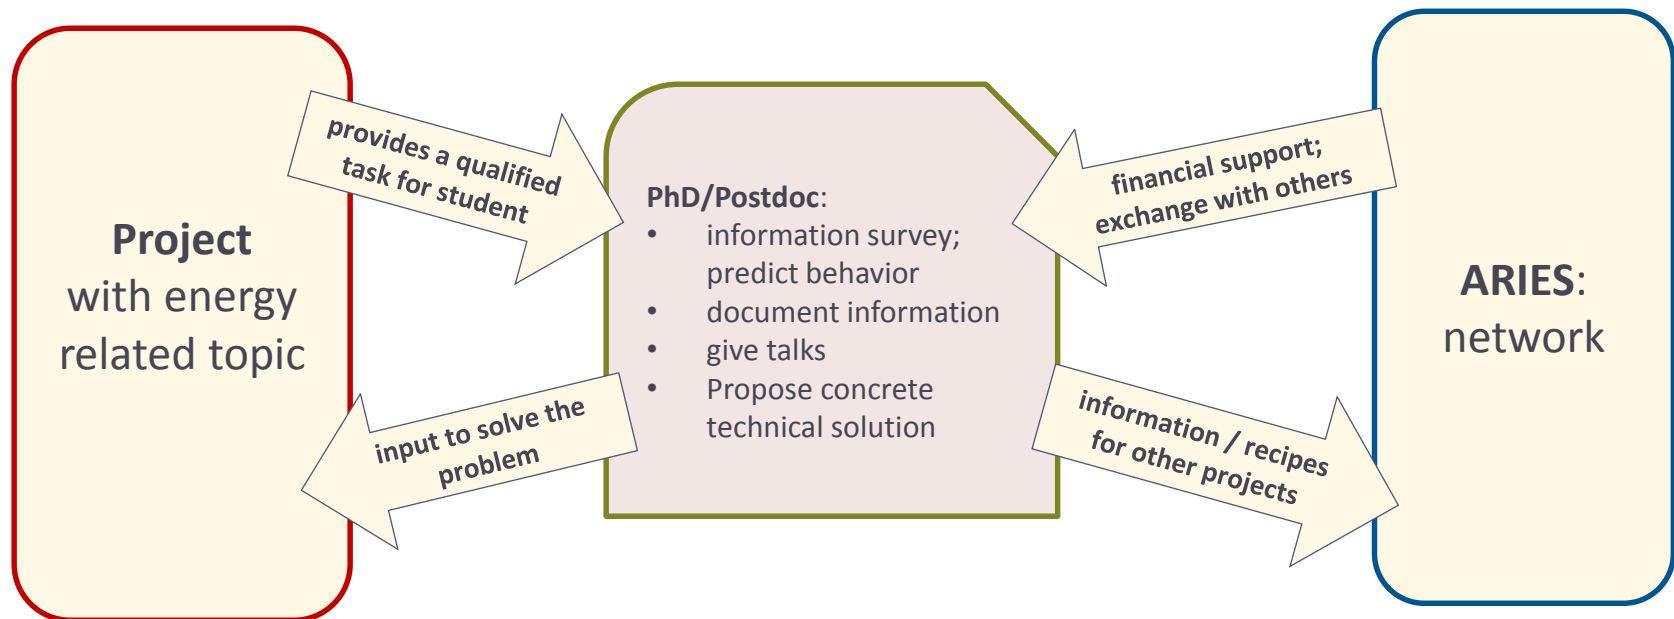 Project
with energy
related topic
provides a qualified
task for student
input to solve the
problem
PhD/Postdoc:
• information survey;
predict behavior
• document information
• give talks
• Propose concrete
technical solution
financial support;
exchange with others
information / recipes
for other projects
ARIES:
network